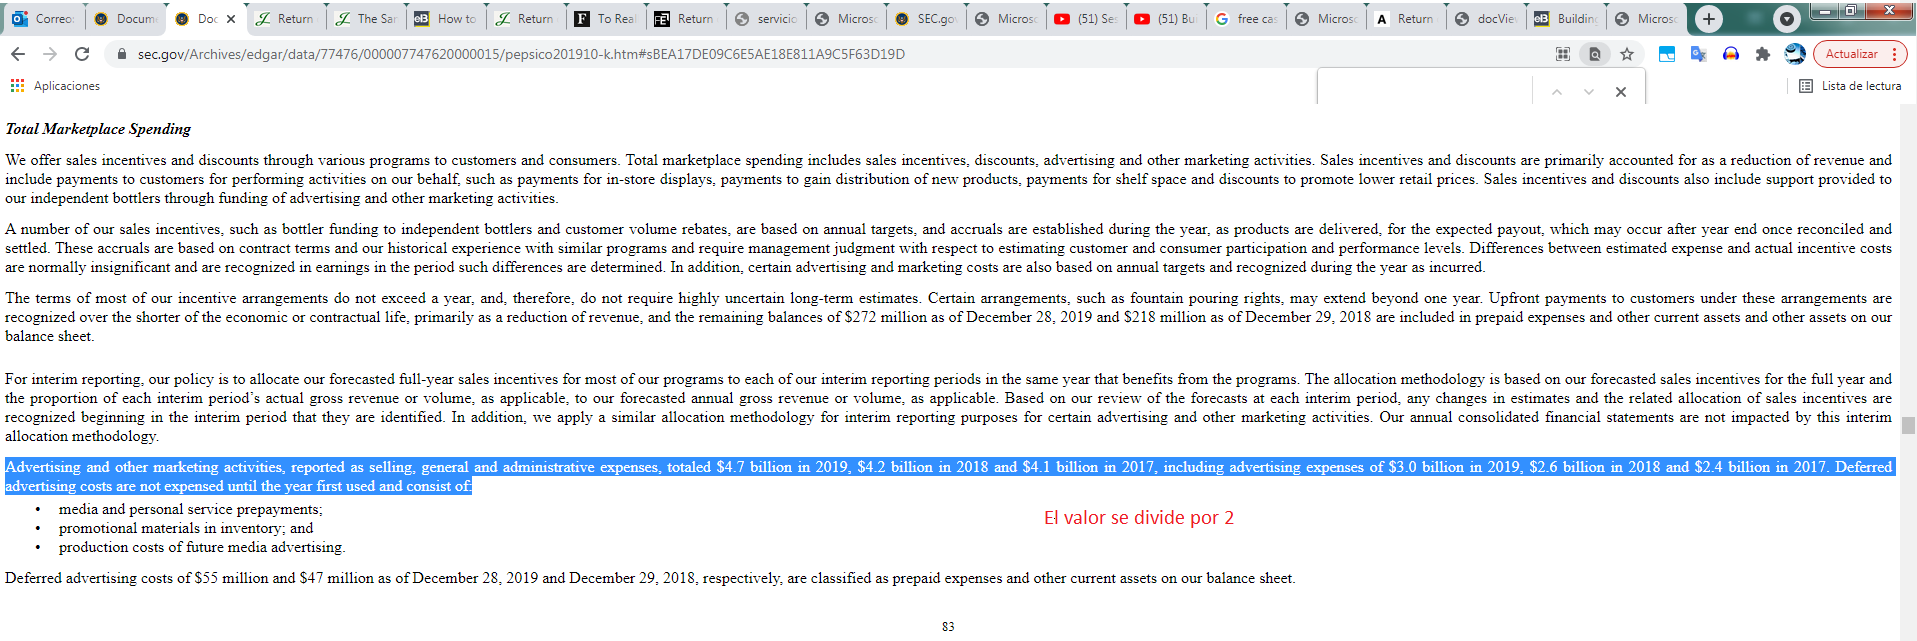 Correo:
Docume
Doc
Return
The Sar
How to
Return
To Real
Return
servicio
Microso
SEC.gov
Microso
(51) Ses
(51) Bui
free cas
Microso
Return
docVie
Building
Microso
sec.gov/Archives/edgar/data/77476/000007747620000015/pepsico201910-k.htm#sBEA17DE09C6E5AE18E811A9C5F63D19D
Actualizar
Aplicaciones
Lista de lectura
Total Marketplace Spending
We offer sales incentives and discounts through various programs to customers and consumers. Total marketplace spending includes sales incentives, discounts, advertising and other marketing activities. Sales incentives and discounts are primarily accounted for as a reduction of revenue and
include payments to customers for performing activities on our behalf, such as payments for in-store displays, payments to gain distribution of new products, payments for shelf space and discounts to promote lower retail prices. Sales incentives and discounts also include support provided to
our independent bottlers through funding of advertising and other marketing activities.
A number of our sales incentives, such as bottler funding to independent bottlers and customer volume rebates, are based on annual targets, and accruals are established during the year, as products are delivered, for the expected payout, which may occur after year end once reconciled and
settled. These accruals are based on contract terms and our historical experience with similar programs and require management judgment with respect to estimating customer and consumer participation and performance levels. Differences between estimated expense and actual incentive costs
are normally insignificant and are recognized in earnings in the period such differences are determined. In addition, certain advertising and marketing costs are also based on annual targets and recognized during the year as incurred.
The terms of most of our incentive arrangements do not exceed a year, and, therefore, do not require highly uncertain long-term estimates. Certain arrangements, such as fountain pouring rights, may extend beyond one year. Upfront payments to customers under these arrangements are
recognized over the shorter of the economic or contractual life, primarily as a reduction of revenue, and the remaining balances of $272 million as of December 28, 2019 and $218 million as of December 29, 2018 are included in prepaid expenses and other current assets and other assets on our
balance sheet.
For interim reporting, our policy is to allocate our forecasted full-year sales incentives for most of our programs to each of our interim reporting periods in the same year that benefits from the programs. The allocation methodology is based on our forecasted sales incentives for the full year and
the proportion of each interim period's actual gross revenue or volume, as applicable, to our forecasted annual gross revenue or volume, as applicable. Based on our review of the forecasts at each interim period, any changes in estimates and the related allocation of sales incentives are
recognized beginning in the interim period that they are identified. In addition, we apply a similar allocation methodology for interim reporting purposes for certain advertising and other marketing activities. Our annual consolidated financial statements are not impacted by this interim
allocation methodology.
Advertising and other marketing activities, reported as selling, general and administrative expenses, totaled $4.7 billion in 2019, $4.2 billion in 2018 and $4.1 billion in 2017, including advertising expenses of $3.0 billion in 2019, $2.6 billion in 2018 and $2.4 billion in 2017. Deferred
advertising costs are not expensed until the year first used and consist of:
• media and personal service prepayments;
• promotional materials in inventory; and
El valor se divide por 2
• production costs of future media advertising.
Deferred advertising costs of $55 million and $47 million as of December 28, 2019 and December 29, 2018, respectively, are classified as prepaid expenses and other current assets on our balance sheet.
83